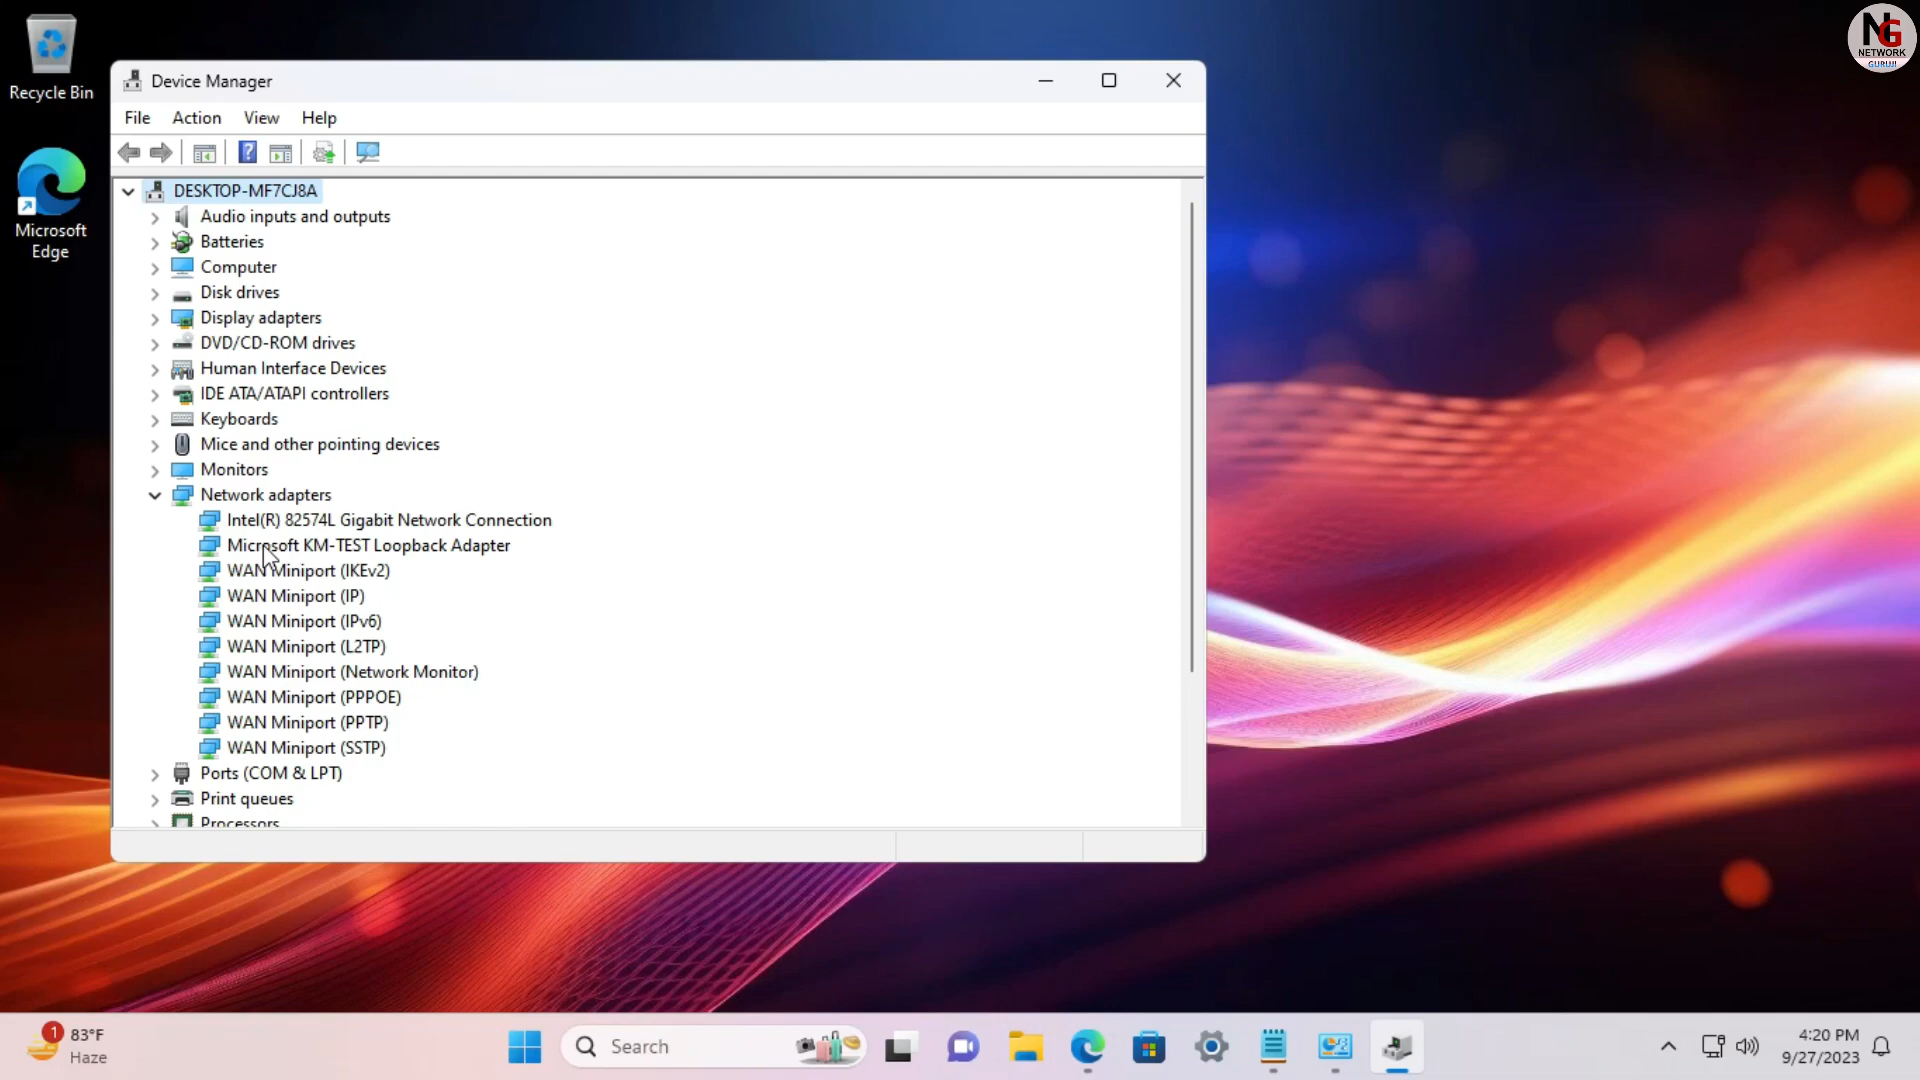 Recycle Bin
Microsoft
Edge
NG
NETWORK
GURUJI
Device Manager
File Action View Help
DESKTOP-MF7CJ8A
Audio inputs and outputs
Batteries
Computer
Disk drives
Display adapters
DVD/CD-ROM drives
Human Interface Devices
IDE ATA/ATAPI controllers
Keyboards
Mice and other pointing devices
Monitors
Network adapters
Intel(R) 82574L Gigabit Network Connection
Microsoft KM-TEST Loopback Adapter
WAN Miniport (IKEv2)
WAN Miniport (IP)
WAN Miniport (IPv6)
WAN Miniport (L2TP)
WAN Miniport (Network Monitor)
WAN Miniport (PPPOE)
WAN Miniport (PPTP)
WAN Miniport (SSTP)
Ports (COM & LPT)
Print queues
Processors
1
83°F
Haze
Search
4:20 PM
9/27/2023